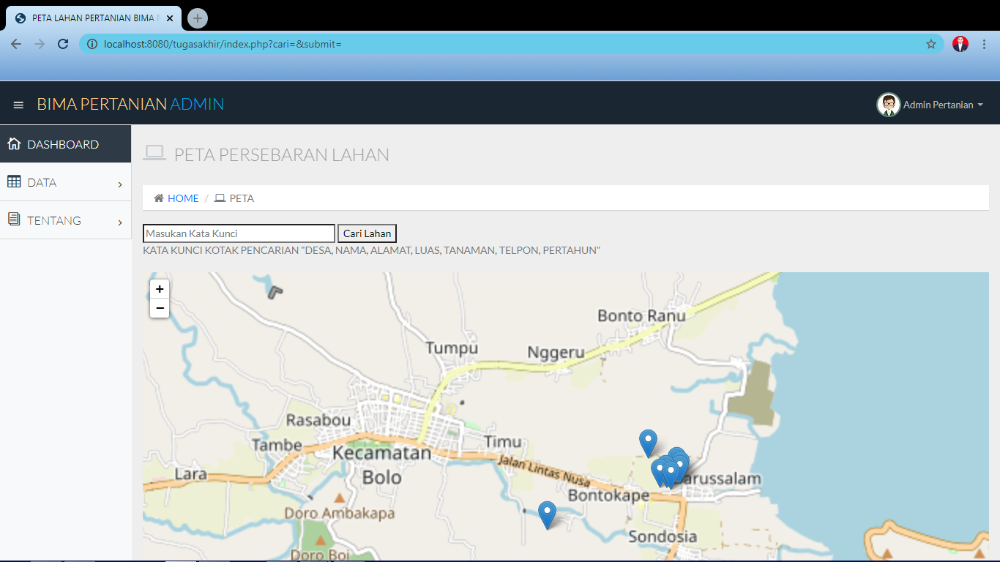 PETA LAHAN PERTANIAN BIMA
localhost:8080/tugasakhir/index.php?cari=&submit=
BIMA PERTANIAN ADMIN
Admin Pertanian
DASHBOARD
DATA
TENTANG
PETA PERSEBARAN LAHAN
HOME / PETA
Masukan Kata Kunci
Cari Lahan
KATA KUNCI KOTAK PENCARIAN "DESA, NAMA, ALAMAT, LUAS, TANAMAN, TELPON, PERTAHUN"
+
−
Bonto Ranu
Tumpu
Nggeru
Rasabou
Tambe
Timu
Kecamatan
Bolo
Jalan Lintas Nusa
Lara
Darussalam
Bontokape
Doro Ambakapa
Sondosia
Doro Boi